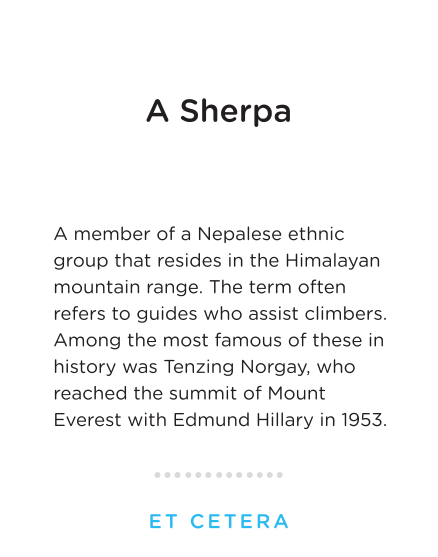 A Sherpa
A member of a Nepalese ethnic
group that resides in the Himalayan
mountain range. The term often
refers to guides who assist climbers.
Among the most famous of these in
history was Tenzing Norgay, who
reached the summit of Mount
Everest with Edmund Hillary in 1953.
ET CETERA